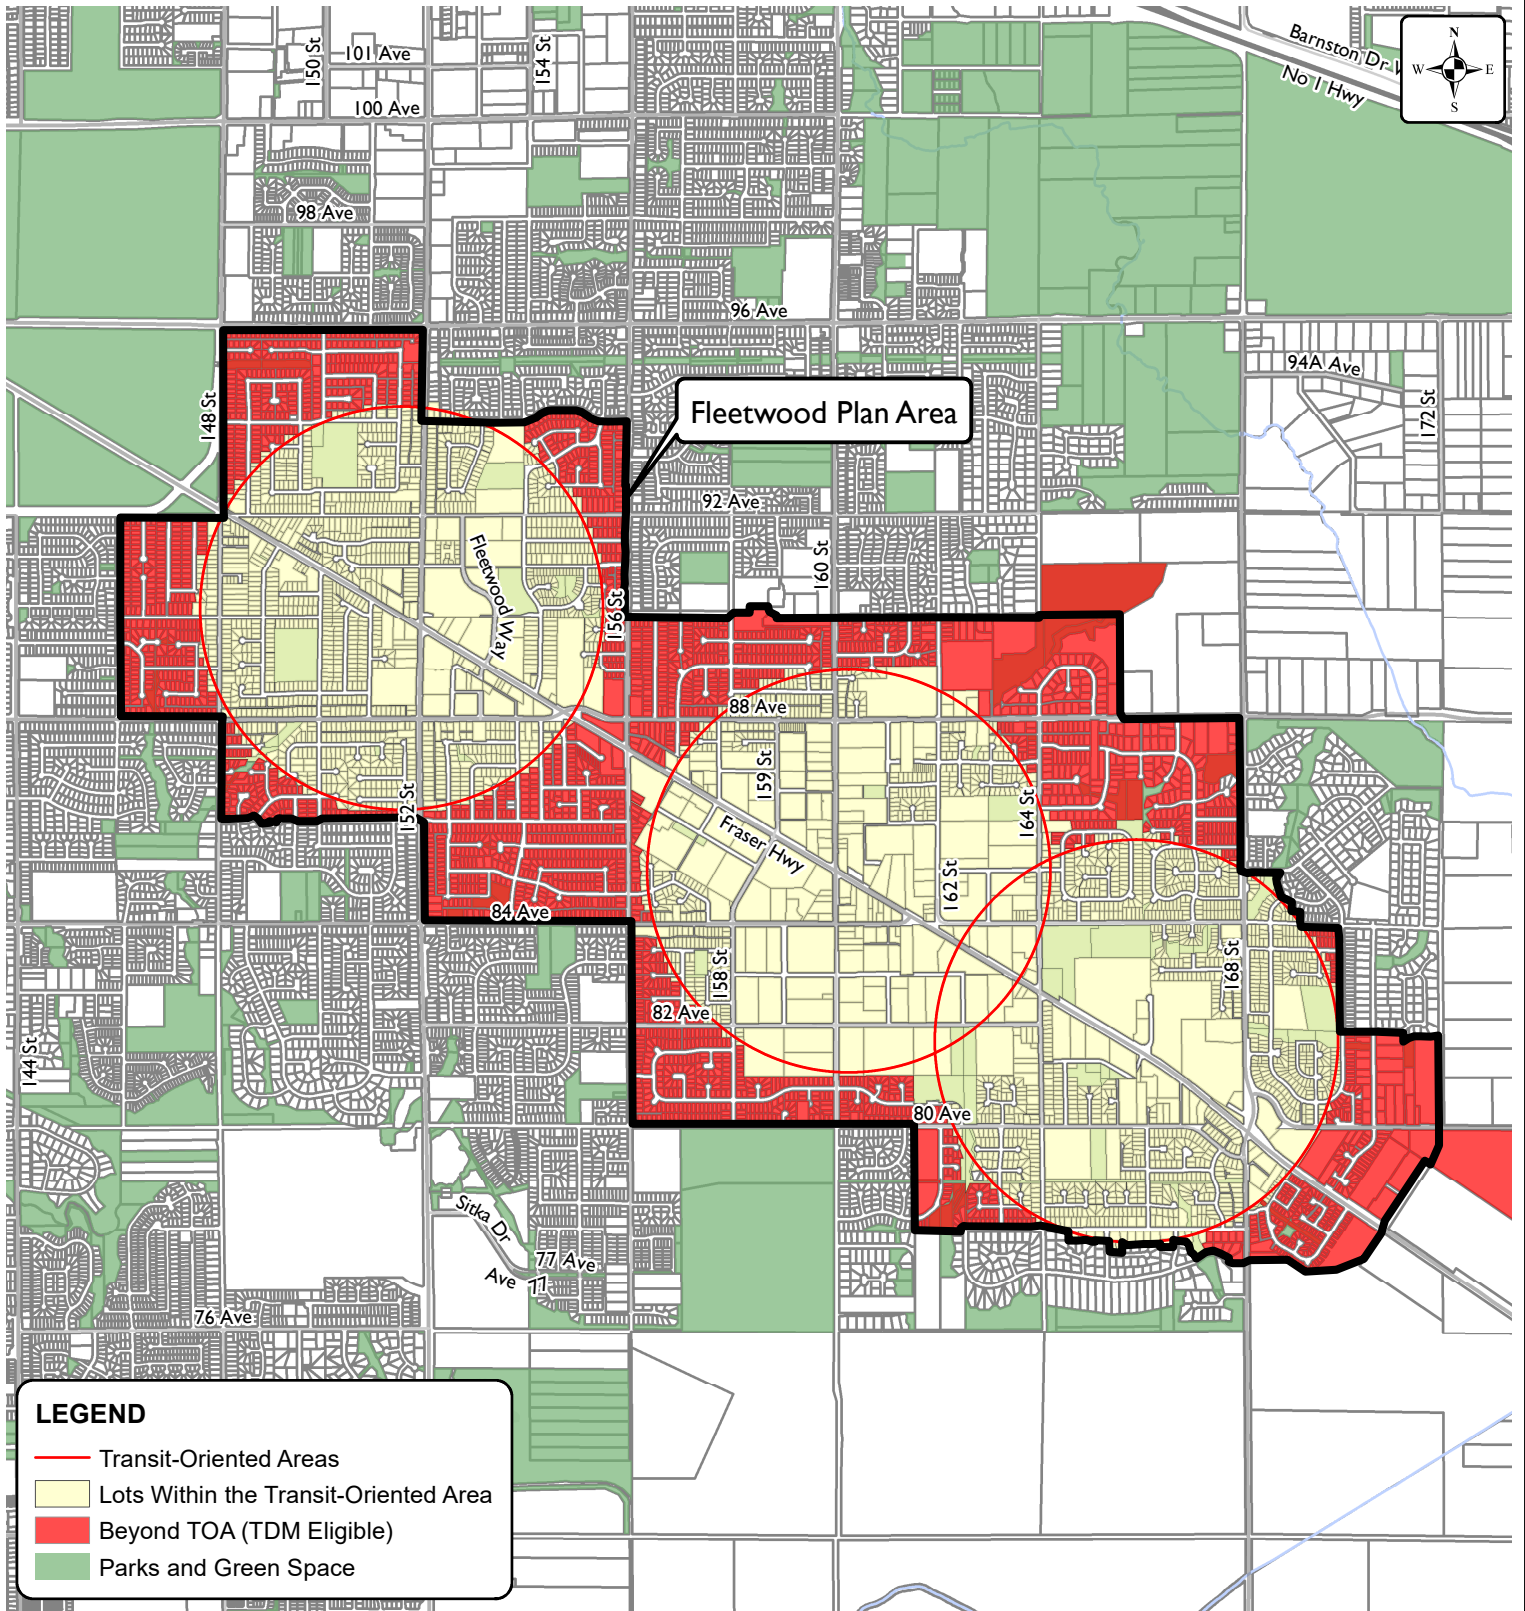 Barnston Dr W
No 1 Hwy
N
W
E
S
150 St
101 Ave
154 St
100 Ave
98 Ave
96 Ave
94A Ave
172 St
148 St
Fleetwood Plan Area
92 Ave
Fleetwood Way
160 St
156 St
88 Ave
159 St
152 St
Fraser Hwy
164 St
162 St
84 Ave
158 St
168 St
82 Ave
144 St
80 Ave
Sitka Dr
77 Ave
Ave 77
76 Ave
LEGEND
Transit-Oriented Areas
Lots Within the Transit-Oriented Area
Beyond TOA (TDM Eligible)
Parks and Green Space